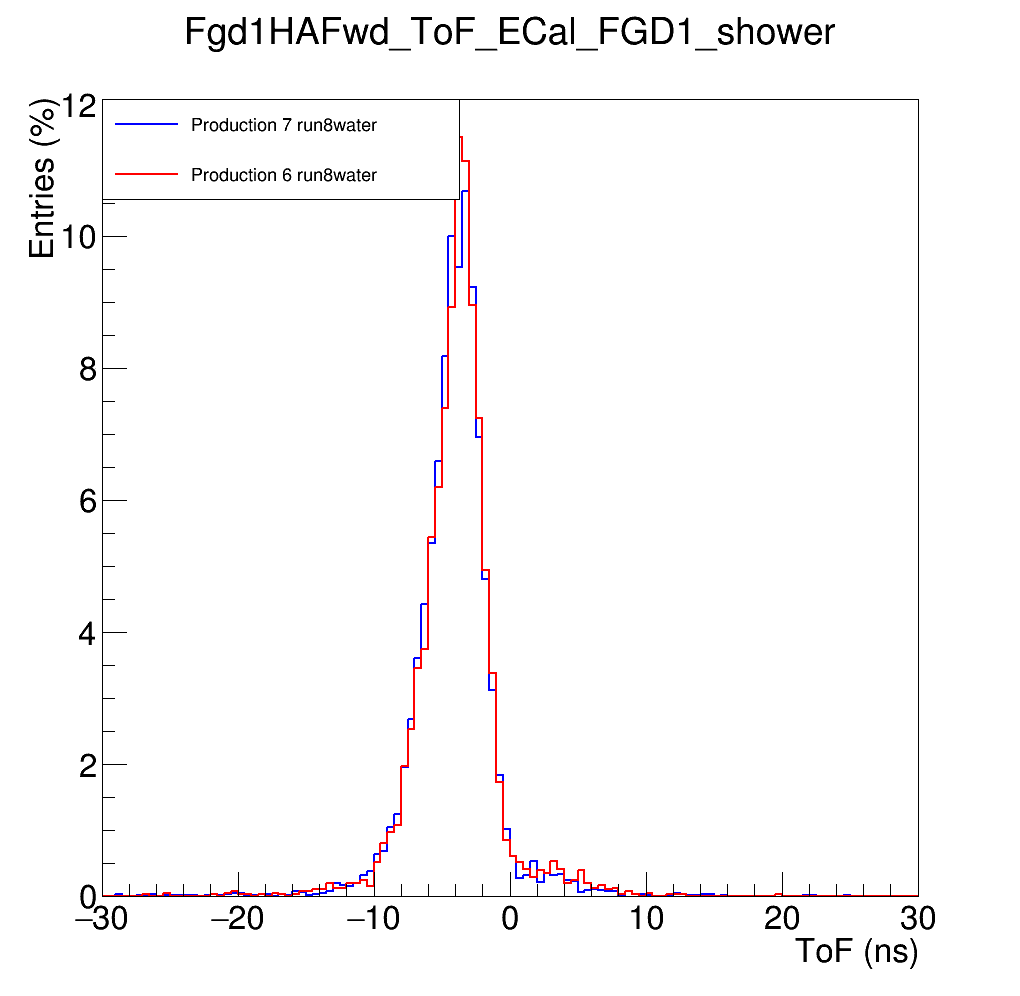 Fgd1HAFwd_ToF_ECal_FGD1_shower
Entries (%)
Production 7 run8water
Production 6 run8water
12
10
8
6
4
2
0
−30
−20
−10
0
10
20
30
ToF (ns)